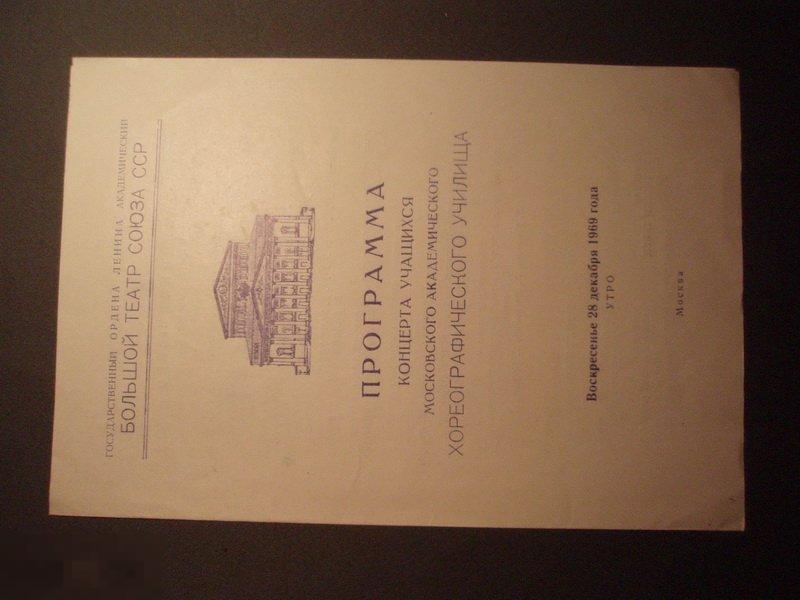 ГОСУДАРСТВЕННЫЙ ОРДЕНА ЛЕНИНА АКАДЕМИЧЕСКИЙ
БОЛЬШОЙ ТЕАТР СОЮЗА ССР
ПРОГРАММА
КОНЦЕРТА УЧАЩИХСЯ
МОСКОВСКОГО АКАДЕМИЧЕСКОГО
ХОРЕОГРАФИЧЕСКОГО УЧИЛИЩА
Воскресенье 28 декабря 1969 года
УТРО
Москва